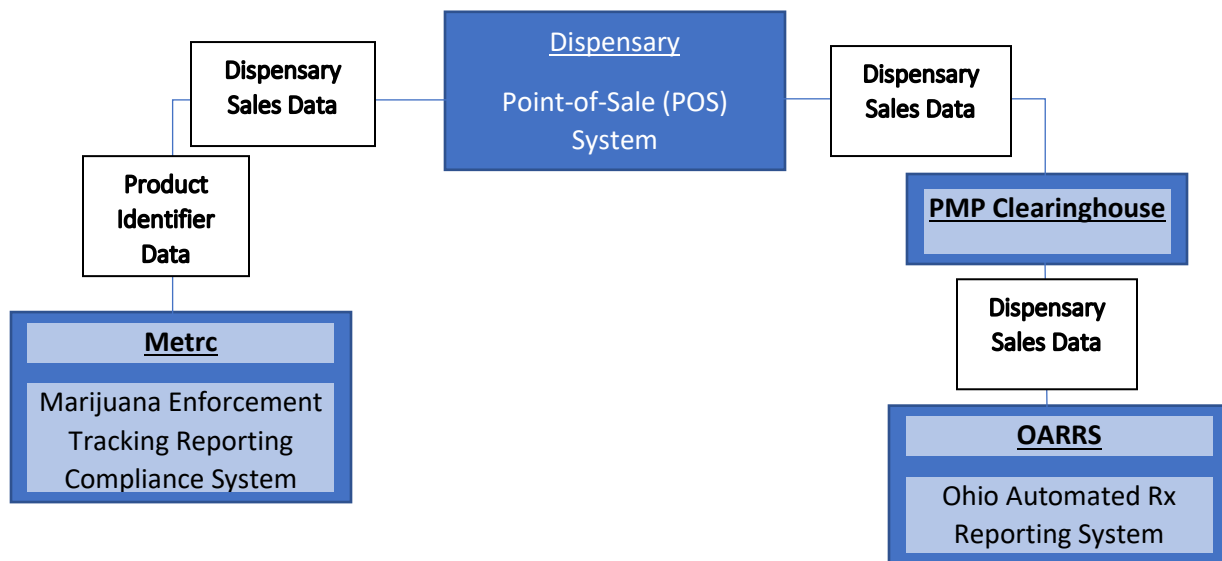 Dispensary
Point-of-Sale (POS)
System
Dispensary
Sales Data
Dispensary
Sales Data
Product
Identifier
Data
PMP Clearinghouse
Dispensary
Sales Data
Metrc
Marijuana Enforcement
Tracking Reporting
Compliance System
OARRS
Ohio Automated Rx
Reporting System